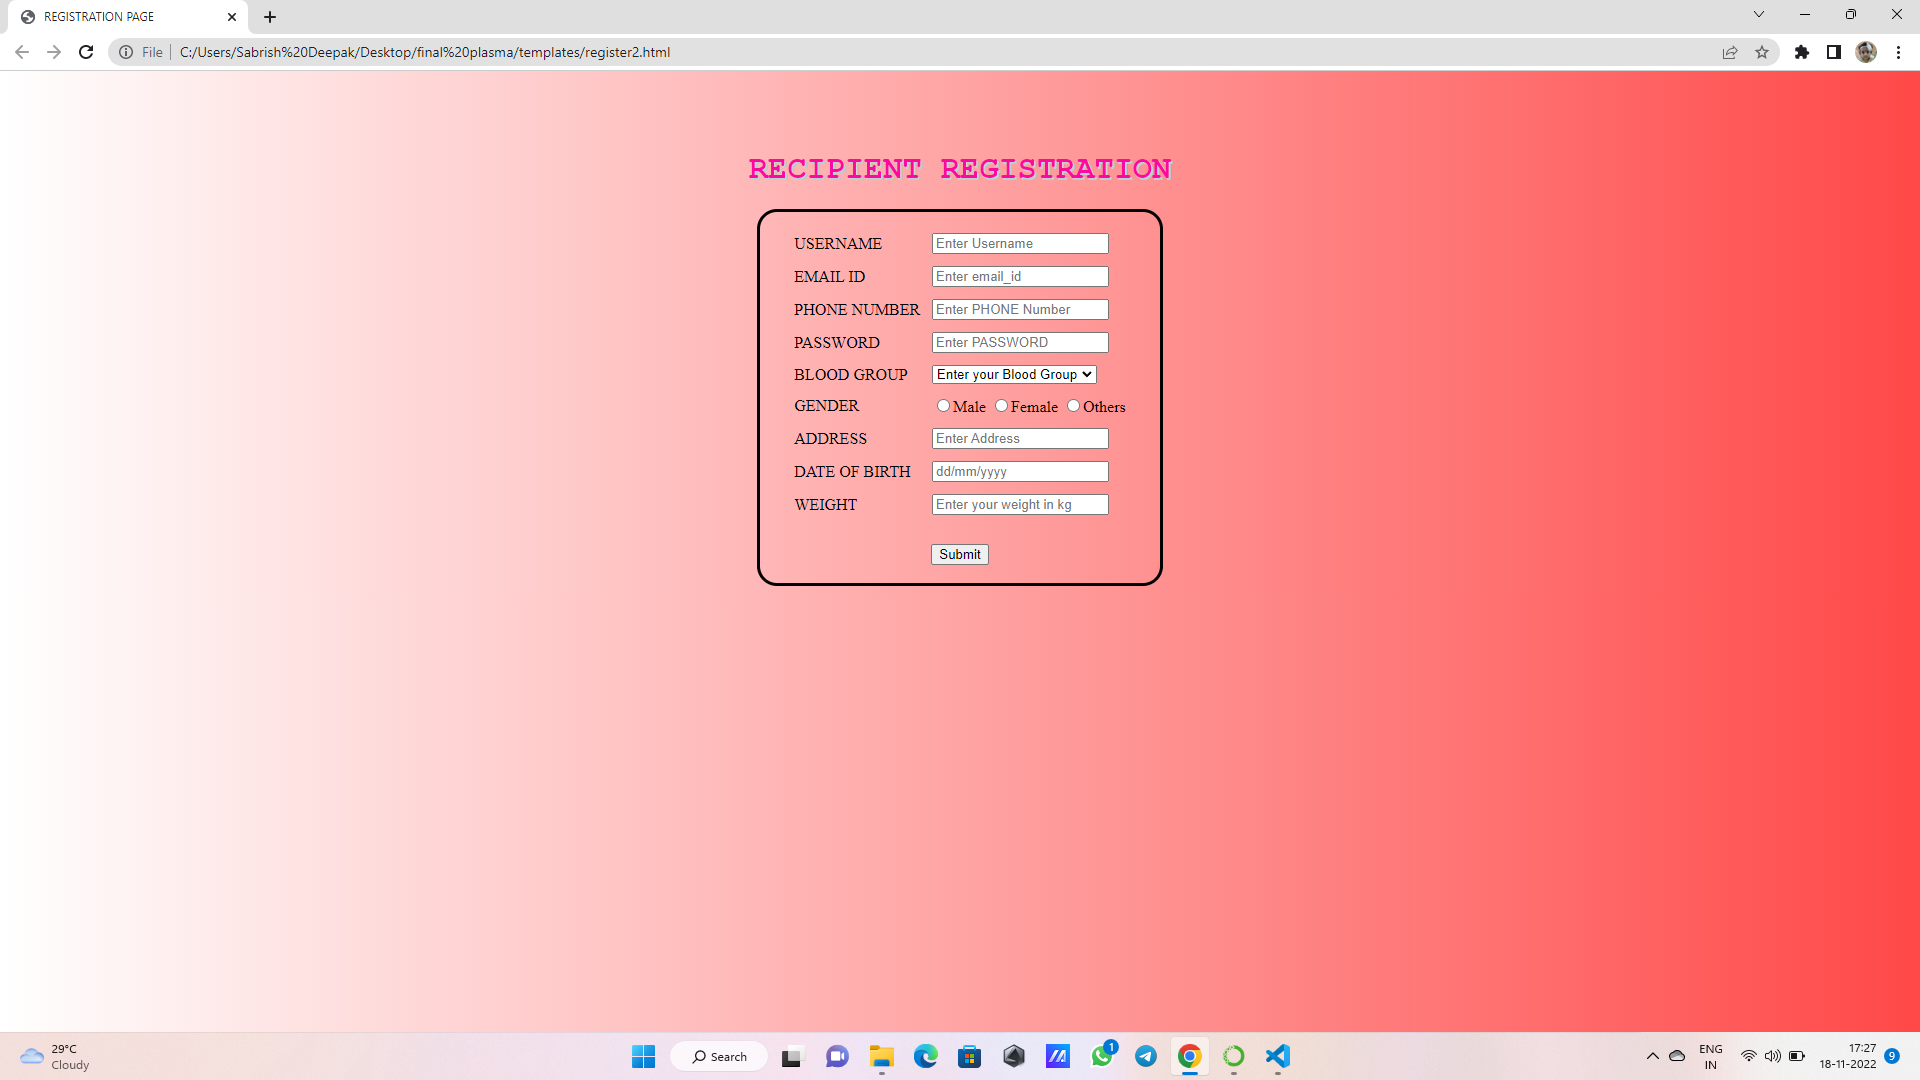 REGISTRATION PAGE
File C:/Users/Sabrish%20Deepak/Desktop/final%20plasma/templates/register2.html
RECIPIENT REGISTRATION
USERNAME Enter Username
EMAIL ID Enter email_id
PHONE NUMBER Enter PHONE Number
PASSWORD Enter PASSWORD
BLOOD GROUP Enter your Blood Group
GENDER Male Female Others
ADDRESS Enter Address
DATE OF BIRTH dd/mm/yyyy
WEIGHT Enter your weight in kg
Submit
29°C
Cloudy
Search
1
ENG
IN
17:27
18-11-2022
9